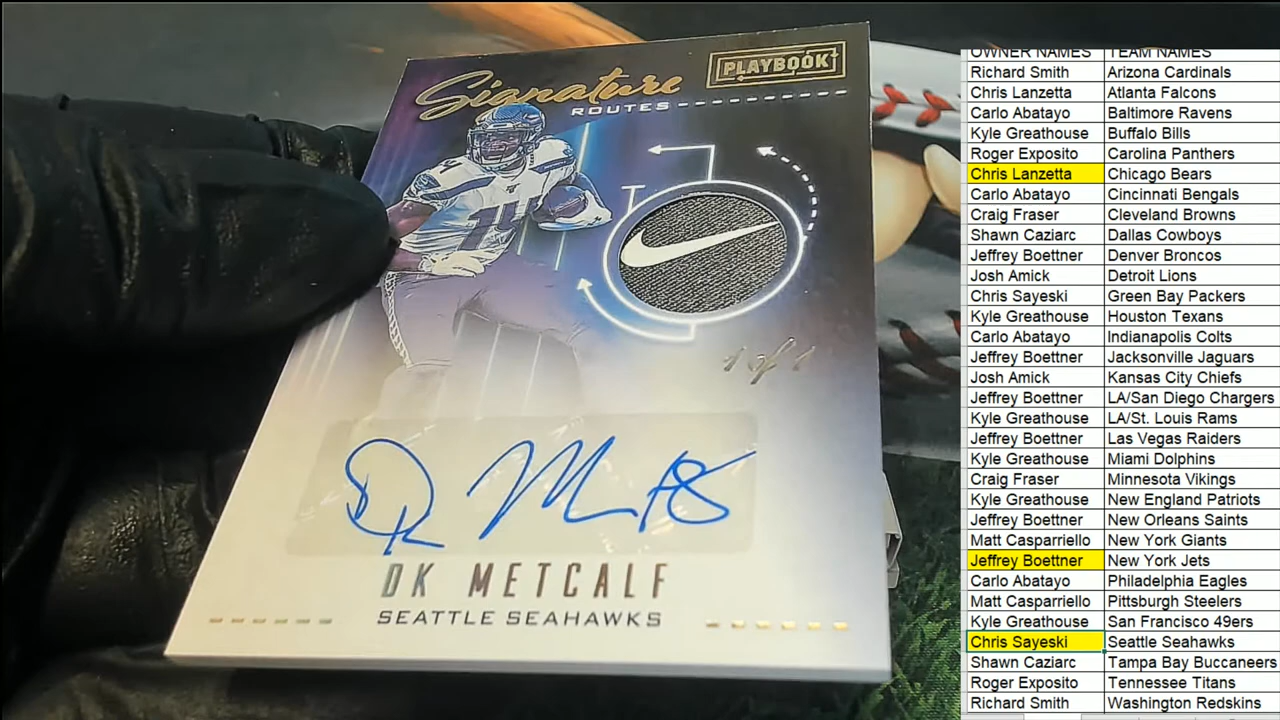 Signature
ROUTES
PLAYBOOK
14
1 of 1
DK Metcalf 18
DK METCALF
SEATTLE SEAHAWKS
OWNER NAMES TEAM NAMES
Richard Smith Arizona Cardinals
Chris Lanzetta Atlanta Falcons
Carlo Abatayo Baltimore Ravens
Kyle Greathouse Buffalo Bills
Roger Exposito Carolina Panthers
Chris Lanzetta Chicago Bears
Carlo Abatayo Cincinnati Bengals
Craig Fraser Cleveland Browns
Shawn Caziarc Dallas Cowboys
Jeffrey Boettner Denver Broncos
Josh Amick Detroit Lions
Chris Sayeski Green Bay Packers
Kyle Greathouse Houston Texans
Carlo Abatayo Indianapolis Colts
Jeffrey Boettner Jacksonville Jaguars
Josh Amick Kansas City Chiefs
Jeffrey Boettner LA/San Diego Chargers
Kyle Greathouse LA/St. Louis Rams
Jeffrey Boettner Las Vegas Raiders
Kyle Greathouse Miami Dolphins
Craig Fraser Minnesota Vikings
Kyle Greathouse New England Patriots
Jeffrey Boettner New Orleans Saints
Matt Casparriello New York Giants
Jeffrey Boettner New York Jets
Carlo Abatayo Philadelphia Eagles
Matt Casparriello Pittsburgh Steelers
Kyle Greathouse San Francisco 49ers
Chris Sayeski Seattle Seahawks
Shawn Caziarc Tampa Bay Buccaneers
Roger Exposito Tennessee Titans
Richard Smith Washington Redskins